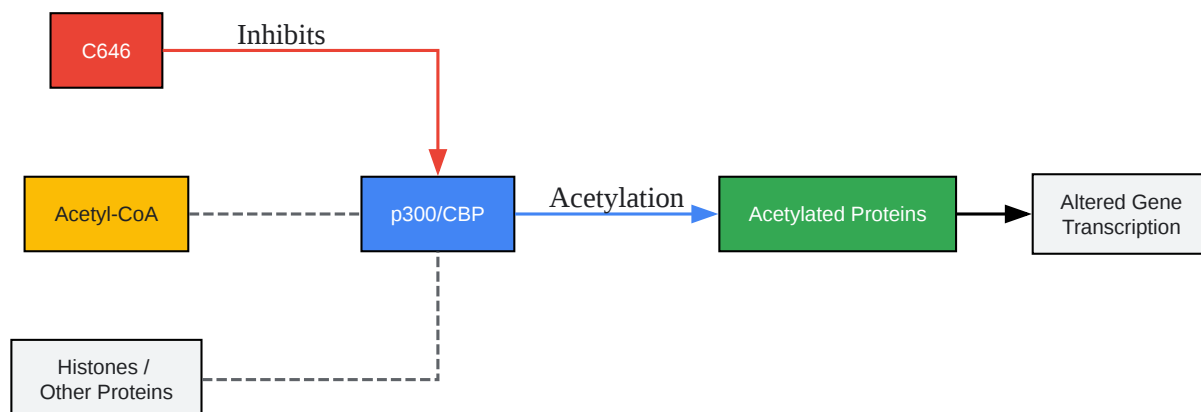 C646
Inhibits
Acetyl-CoA
p300/CBP
Acetylation
Acetylated Proteins
Altered Gene
Transcription
Histones /
Other Proteins